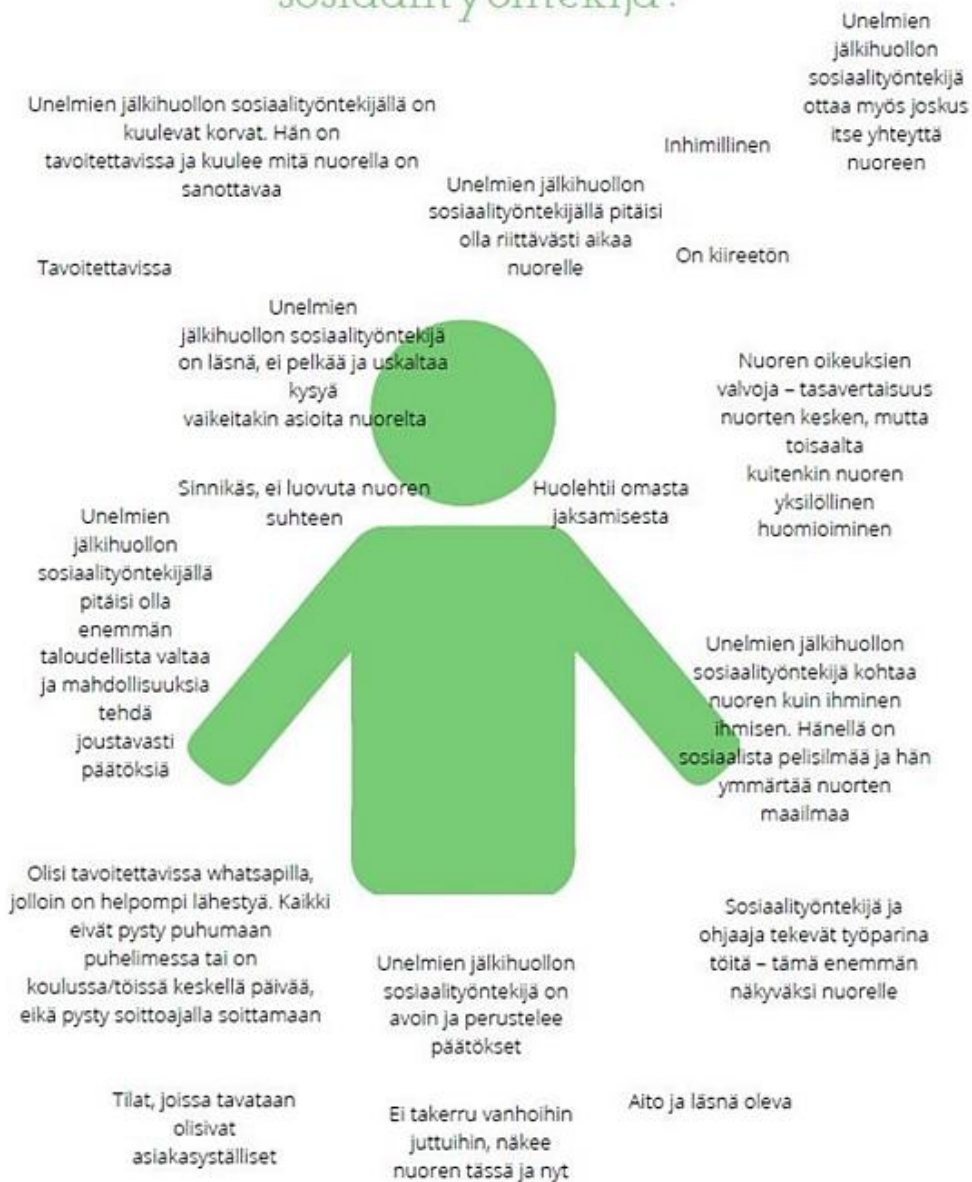 sosiaalityöntekijä?
Unelmien
jälkihuollon
sosiaalityöntekijä
ottaa myös joskus
itse yhteyttä
nuoreen
Unelmien jälkihuollon sosiaalityöntekijällä on
kuulevat korvat. Hän on
tavoitettavissa ja kuulee mitä nuorella on
sanottavaa
Inhimillinen
Unelmien jälkihuollon
sosiaalityöntekijällä pitäisi
olla riittävästi aikaa
nuorelle
On kiireetön
Tavoitettavissa
Unelmien
jälkihuollon sosiaalityöntekijä
on läsnä, ei pelkää ja uskaltaa
kysyä
vaikeitakin asioita nuorelta
Nuoren oikeuksien
valvoja – tasavertaisuus
nuorten kesken, mutta
toisaalta
kuitenkin nuoren
yksilöllinen
huomioiminen
Sinnikäs, ei luovuta nuoren
suhteen
Huolehtii omasta
jaksamisesta
Unelmien
jälkihuollon
sosiaalityöntekijällä
pitäisi olla
enemmän
taloudellista valtaa
ja mahdollisuuksia
tehdä
joustavasti
päätöksiä
Unelmien jälkihuollon
sosiaalityöntekijä kohtaa
nuoren kuin ihminen
ihmisen. Hänellä on
sosiaalista pelisilmää ja hän
ymmärtää nuorten
maailmaa
Olisi tavoitettavissa whatsapilla,
jolloin on helpompi lähestyä. Kaikki
eivät pysty puhumaan
puhelimessa tai on
koulussa/töissä keskellä päivää,
eikä pysty soittoajalla soittamaan
Unelmien jälkihuollon
sosiaalityöntekijä on
avoin ja perustelee
päätökset
Sosiaalityöntekijä ja
ohjaaja tekevät työparina
töitä – tämä enemmän
näkyväksi nuorelle
Tilat, joissa tavataan
olisivat
asiakasyställiset
Ei takerru vanhoihin
juttuihin, näkee
nuoren tässä ja nyt
Aito ja läsnä oleva